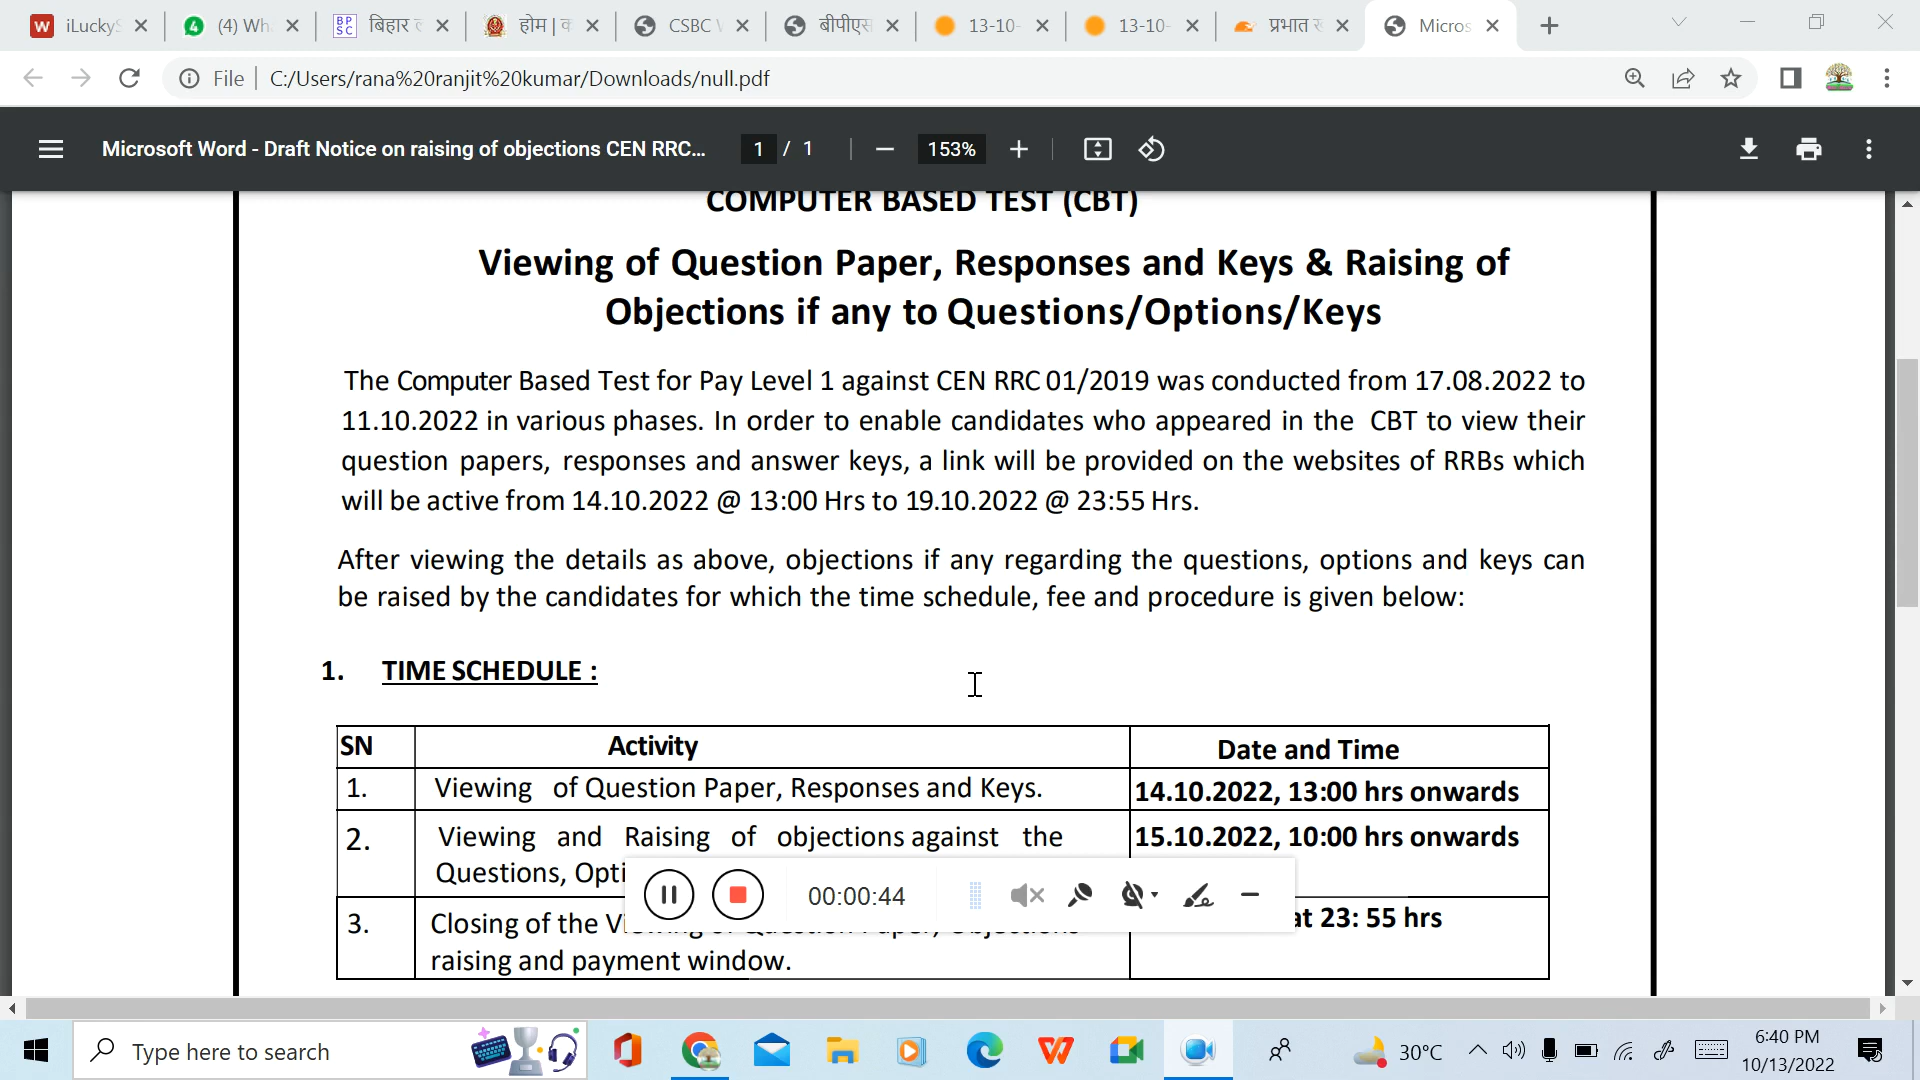 iLucky
(4) Wh
बिहार
होम | क
CSBC
बीपीएस
13-10-
13-10-
प्रभात
Micros
File
C:/Users/rana%20ranjit%20kumar/Downloads/null.pdf
Microsoft Word - Draft Notice on raising of objections CEN RRC...
1 / 1
153%
COMPUTER BASED TEST (CBT)
Viewing of Question Paper, Responses and Keys & Raising of
Objections if any to Questions/Options/Keys
The Computer Based Test for Pay Level 1 against CEN RRC 01/2019 was conducted from 17.08.2022 to
11.10.2022 in various phases. In order to enable candidates who appeared in the CBT to view their
question papers, responses and answer keys, a link will be provided on the websites of RRBs which
will be active from 14.10.2022 @ 13:00 Hrs to 19.10.2022 @ 23:55 Hrs.
After viewing the details as above, objections if any regarding the questions, options and keys can
be raised by the candidates for which the time schedule, fee and procedure is given below:
1. TIME SCHEDULE :
SN Activity Date and Time
1. Viewing of Question Paper, Responses and Keys. 14.10.2022, 13:00 hrs onwards
2. Viewing and Raising of objections against the 15.10.2022, 10:00 hrs onwards
Questions, Opti
00:00:44
3. Closing of the at 23: 55 hrs
raising and payment window.
Type here to search
30°C
6:40 PM
10/13/2022